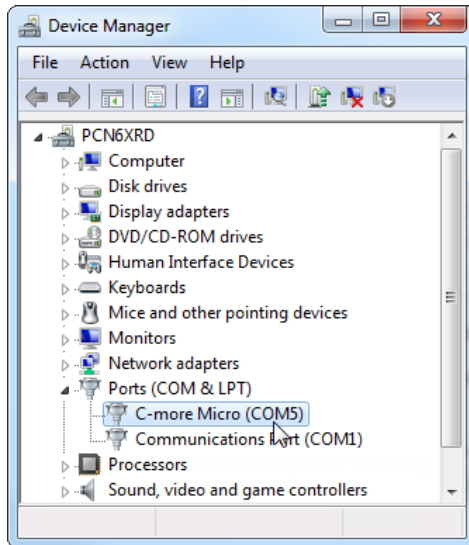 Device Manager
File Action View Help
PCN6XRD
Computer
Disk drives
Display adapters
DVD/CD-ROM drives
Human Interface Devices
Keyboards
Mice and other pointing devices
Monitors
Network adapters
Ports (COM & LPT)
C-more Micro (COM5)
Communications Port (COM1)
Processors
Sound, video and game controllers